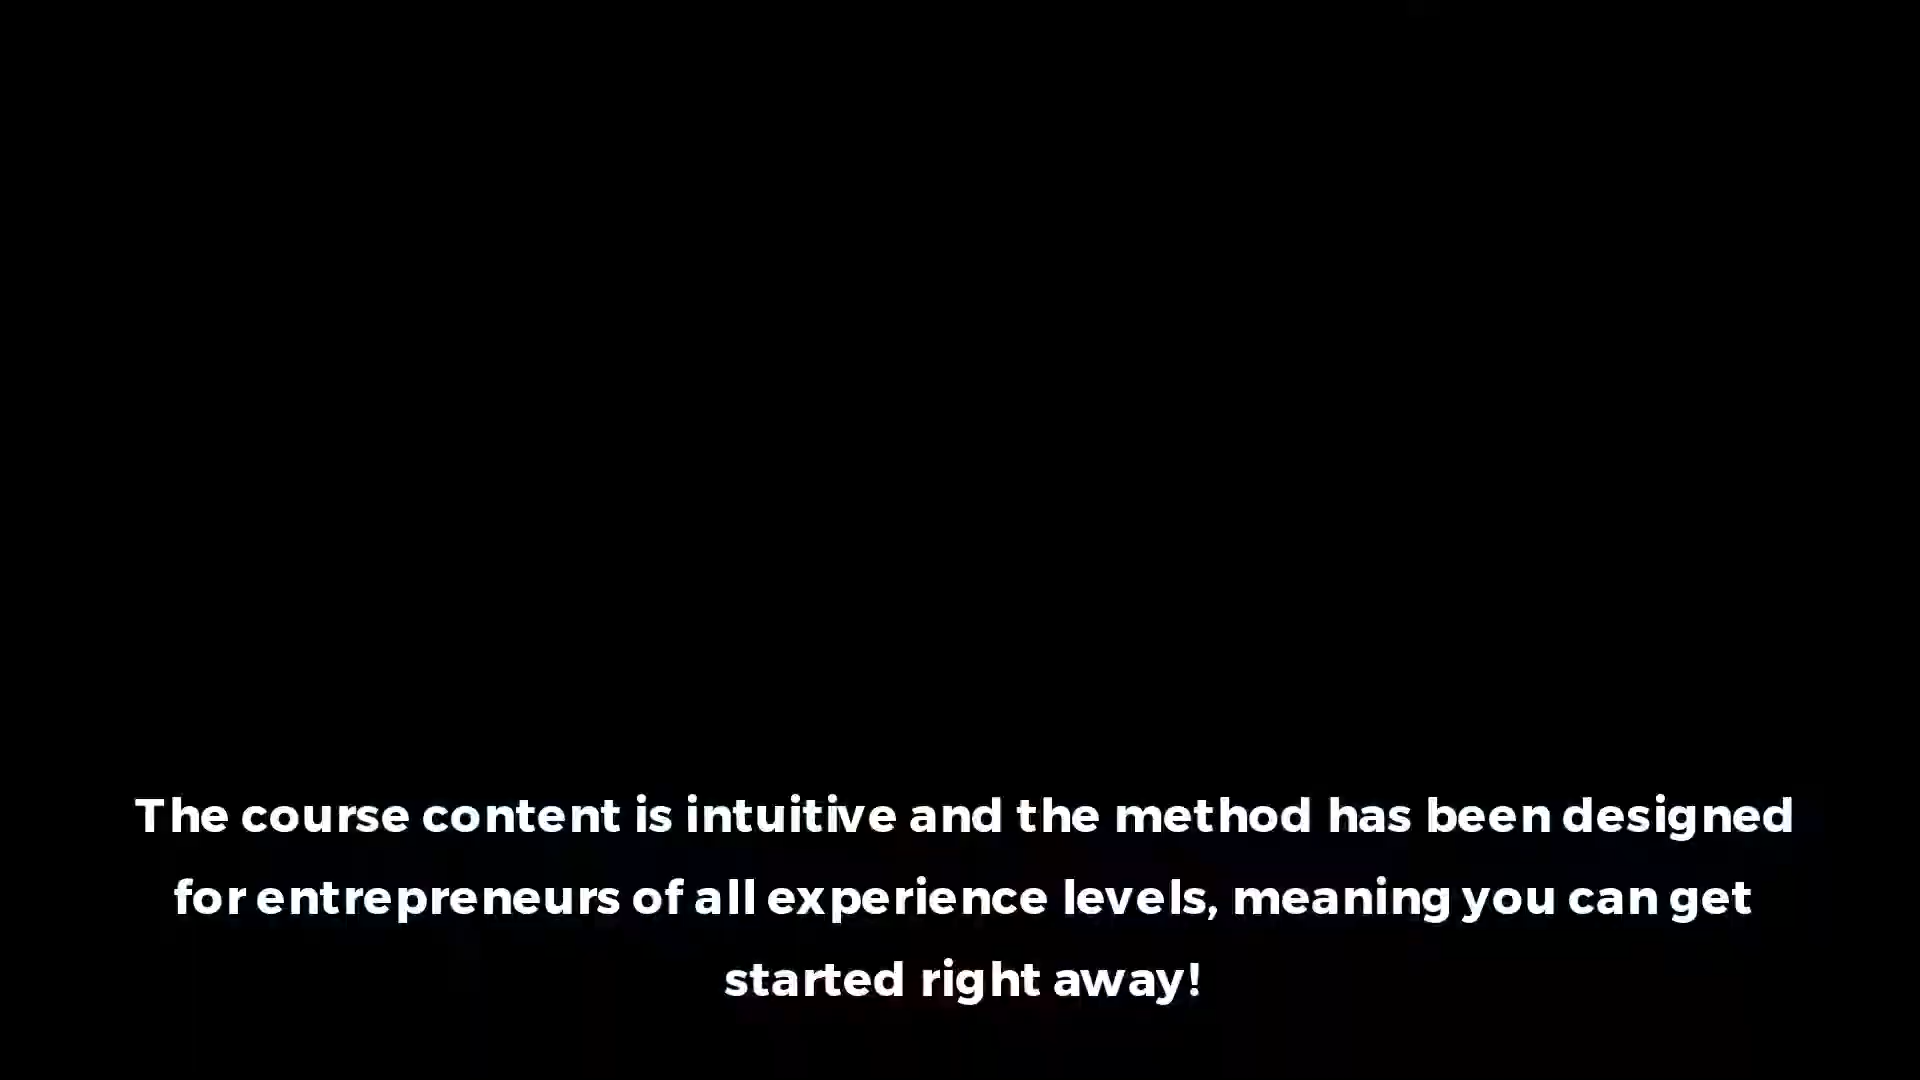 The course content is intuitive and the method has been designed
for entrepreneurs of all experience levels, meaning you can get
started right away!